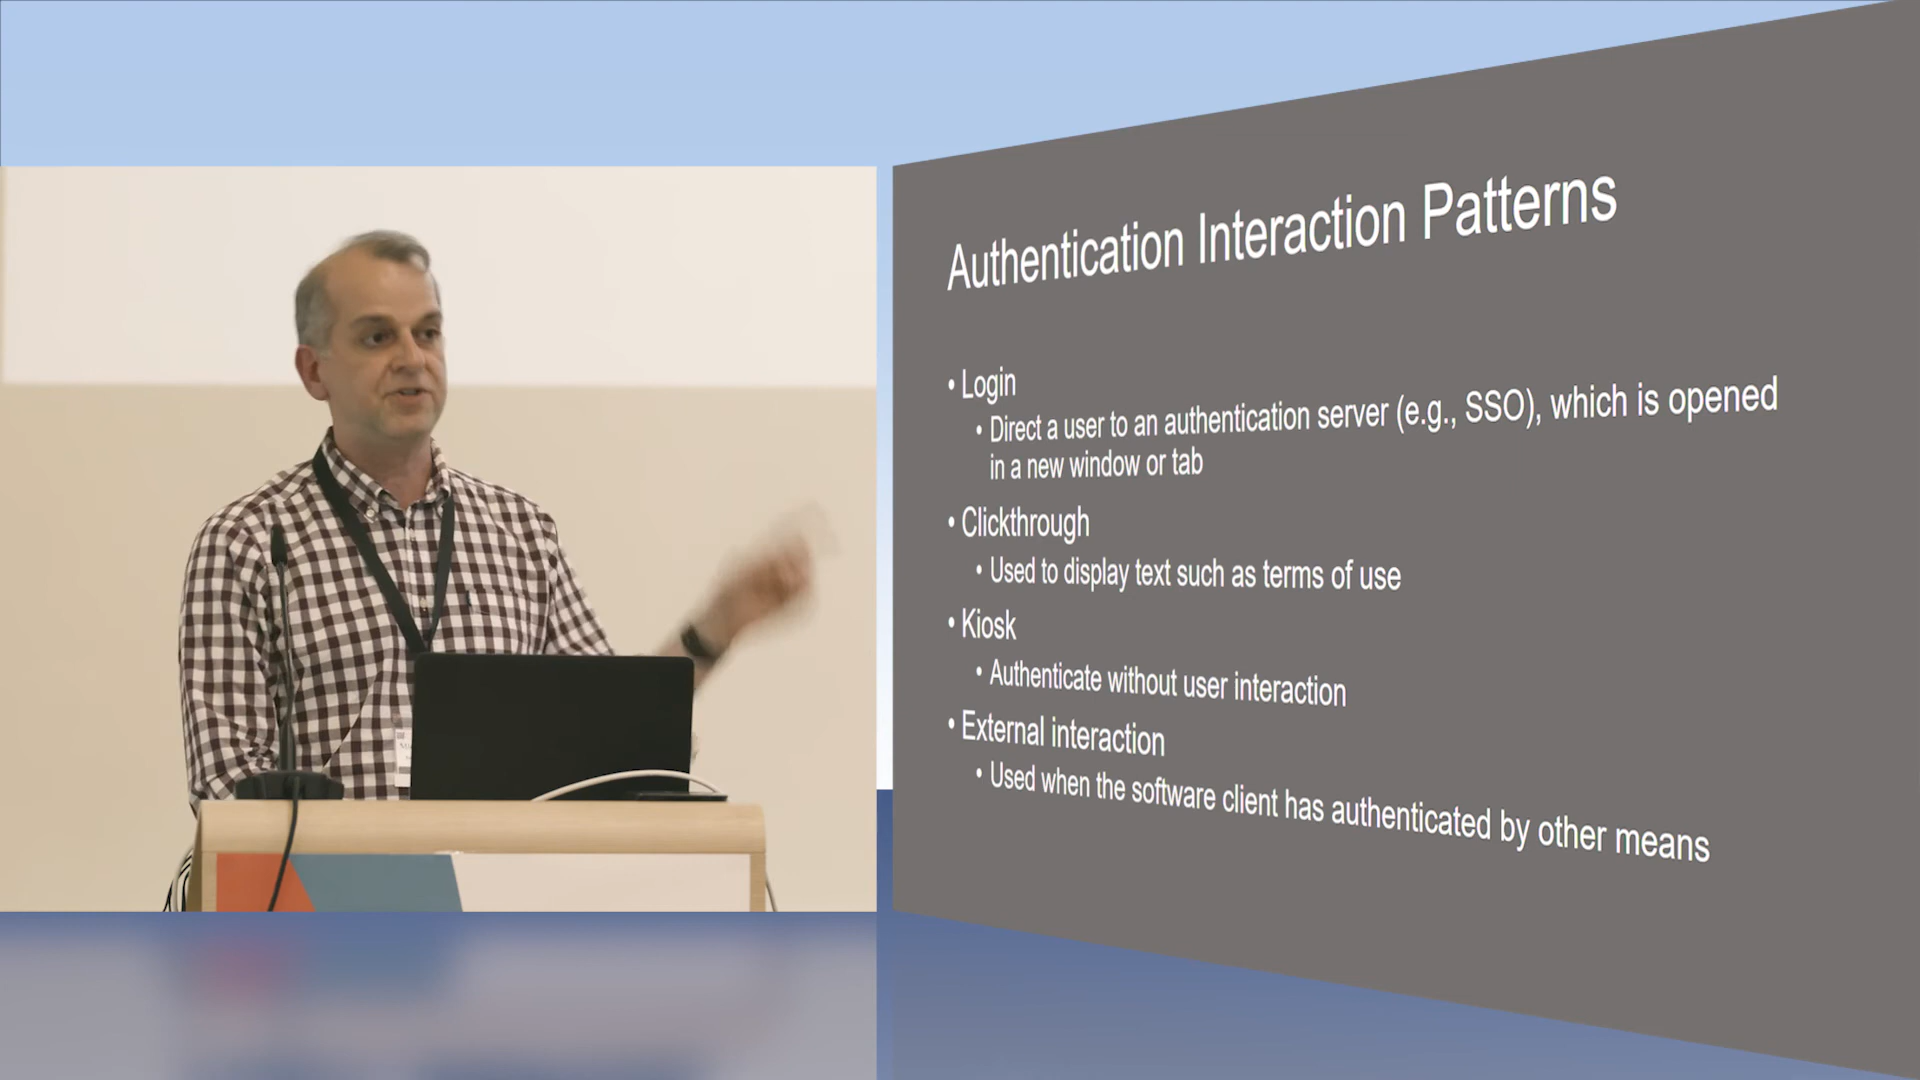 Authentication Interaction Patterns
• Login
• Direct a user to an authentication server (e.g., SSO), which is opened
in a new window or tab
• Clickthrough
• Used to display text such as terms of use
• Kiosk
• Authenticate without user interaction
• External interaction
• Used when the software client has authenticated by other means